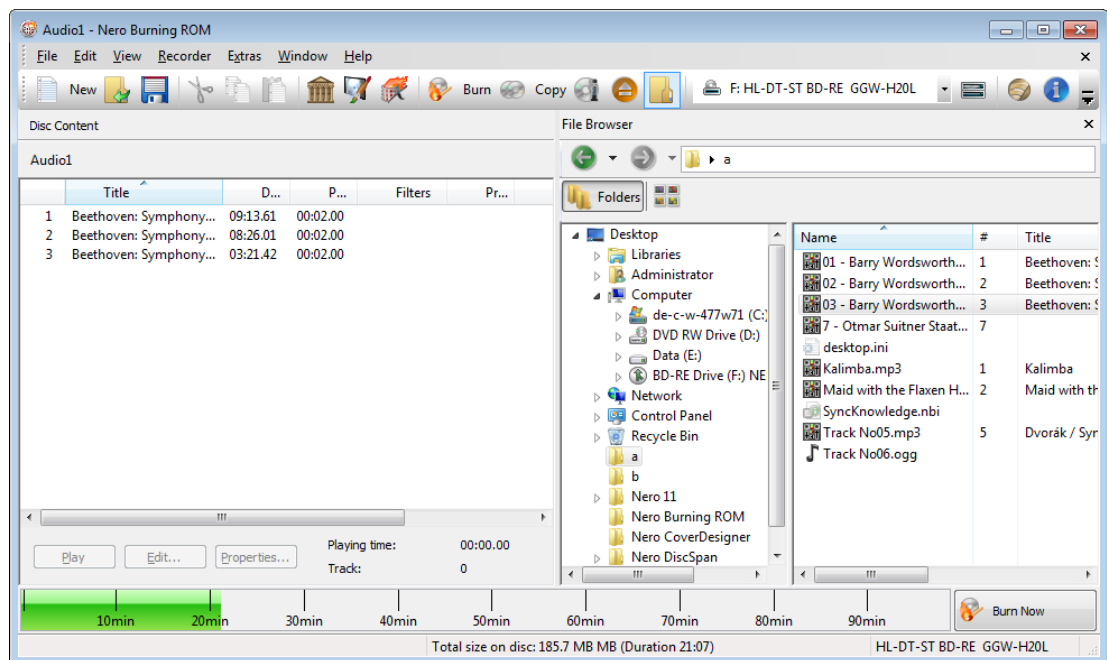 Audio1 - Nero Burning ROM
File Edit View Recorder Extras Window Help
New Burn Copy F: HL-DT-ST BD-RE GGW-H20L
Disc Content
Audio1
Title D... P... Filters Pr...
1 Beethoven: Symphony... 09:13.61 00:02.00
2 Beethoven: Symphony... 08:26.01 00:02.00
3 Beethoven: Symphony... 03:21.42 00:02.00
Play Edit... Properties...
Playing time: 00:00.00
Track: 0
File Browser
a
Folders
Desktop
Libraries
Administrator
Computer
de-c-w-477w71 (C:)
DVD RW Drive (D:)
Data (E:)
BD-RE Drive (F:) NE
Network
Control Panel
Recycle Bin
a
b
Nero 11
Nero Burning ROM
Nero CoverDesigner
Nero DiscSpan
Name # Title
01 - Barry Wordsworth... 1 Beethoven: S
02 - Barry Wordsworth... 2 Beethoven: S
03 - Barry Wordsworth... 3 Beethoven: S
7 - Otmar Suitner Staat... 7
desktop.ini
Kalimba.mp3 1 Kalimba
Maid with the Flaxen H... 2 Maid with th
SyncKnowledge.nbi
Track No05.mp3 5 Dvorák / Syr
Track No06.ogg
10min 20min 30min 40min 50min 60min 70min 80min 90min
Burn Now
Total size on disc: 185.7 MB MB (Duration 21:07) HL-DT-ST BD-RE GGW-H20L